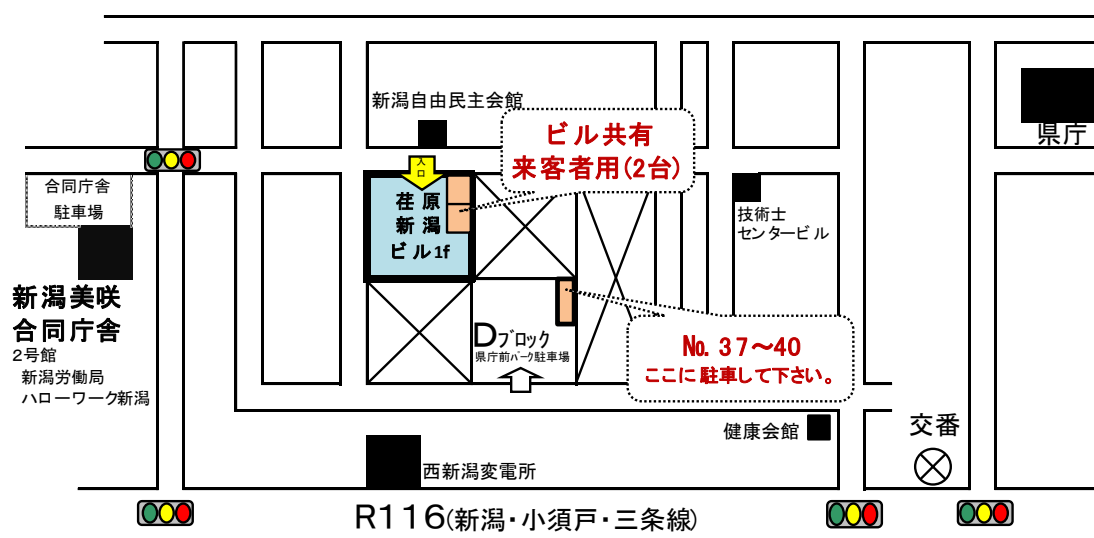 新潟自由民主会館
ビル共有
来客者用(2台)
県庁
入口
合同庁舎
駐車場
荏原
新潟
ビル1f
技術士
センタービル
新潟美咲
合同庁舎
2号館
新潟労働局
ハローワーク新潟
Dブロック
県庁前パーク駐車場
No. 37～40
ここに駐車して下さい。
健康会館
交番
西新潟変電所
R116(新潟・小須戸・三条線)